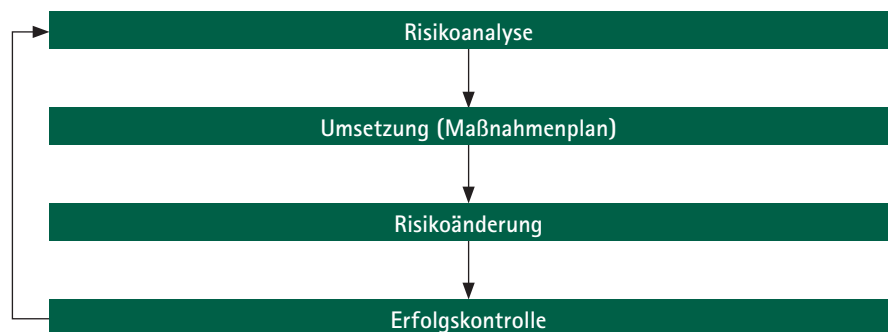 Risikoanalyse
Umsetzung (Maßnahmenplan)
Risikoänderung
Erfolgskontrolle